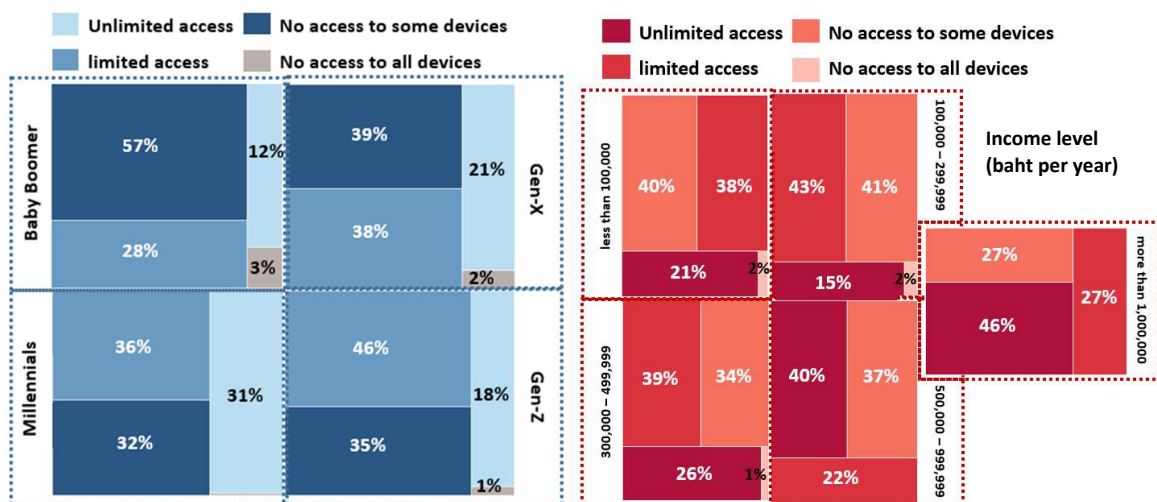 Unlimited access
No access to some devices
limited access
No access to all devices
Baby Boomer
57%
12%
28%
3%
39%
21%
38%
2%
Gen-X
Millennials
36%
31%
32%
46%
18%
35%
1%
Gen-Z
Unlimited access
No access to some devices
limited access
No access to all devices
less than 100,000
40%
38%
21%
2%
43%
41%
15%
2%
100,000 – 299,999
Income level
(baht per year)
27%
46%
27%
more than 1,000,000
300,000 – 499,999
39%
34%
26%
1%
40%
37%
22%
500,000 – 999,999